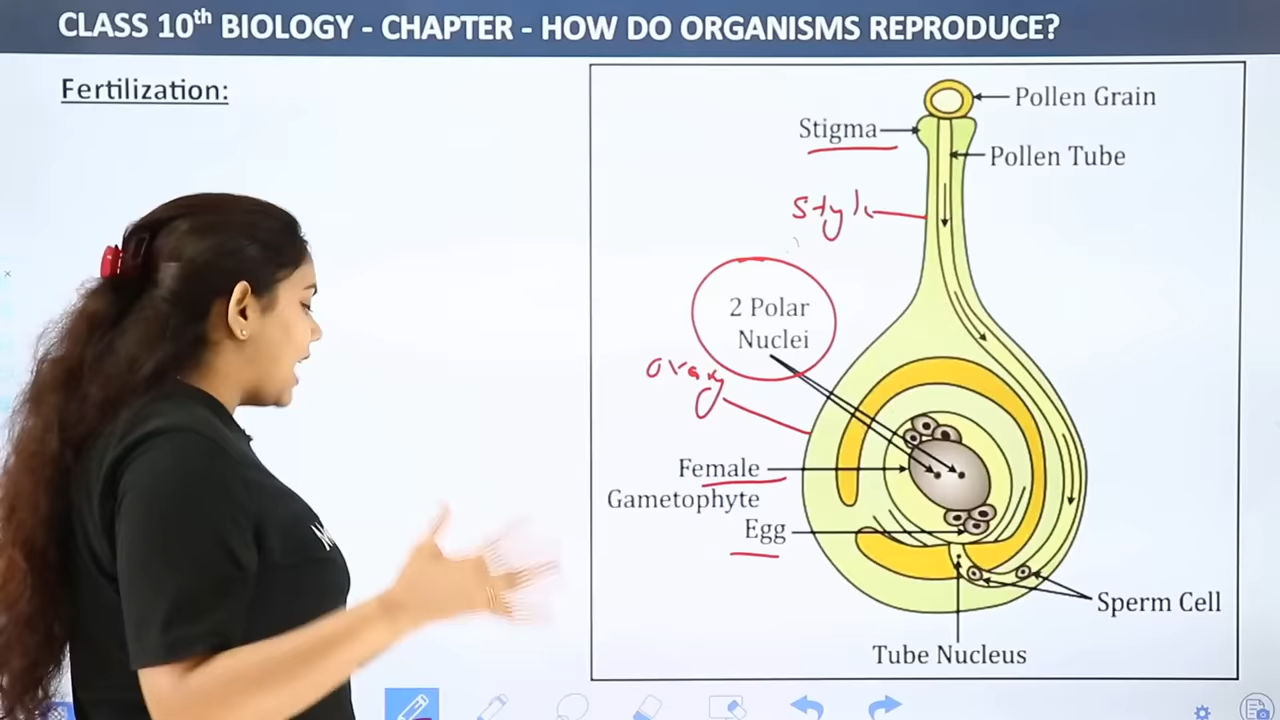 CLASS 10th BIOLOGY - CHAPTER - HOW DO ORGANISMS REPRODUCE?
Fertilization:
Pollen Grain
Stigma
Pollen Tube
Style
2 Polar
Nuclei
Ovary
Female
Gametophyte
Egg
Sperm Cell
Tube Nucleus